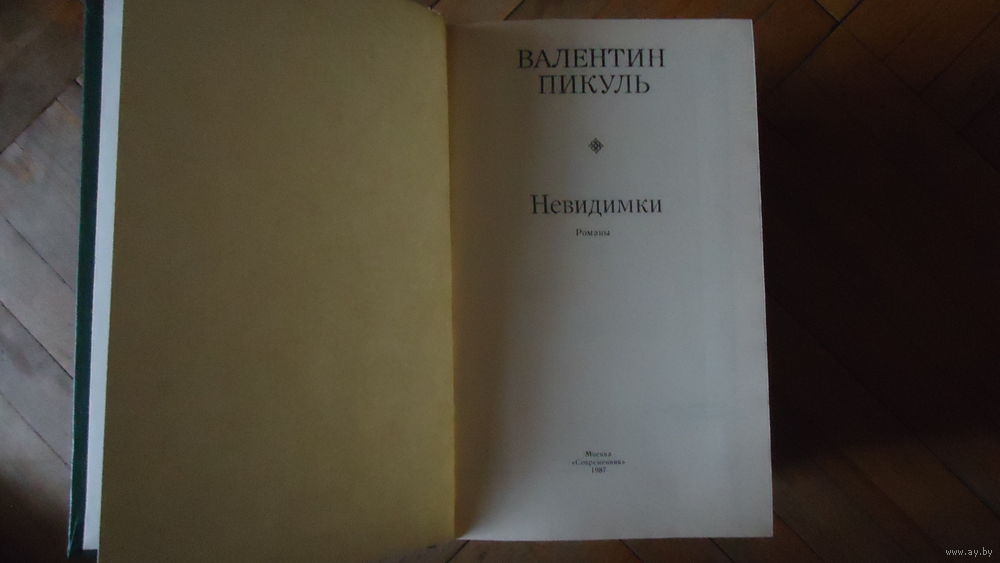 ВАЛЕНТИН
ПИКУЛЬ
Невидимки
Романы
Москва
«Современник»
1987
www.ay.by